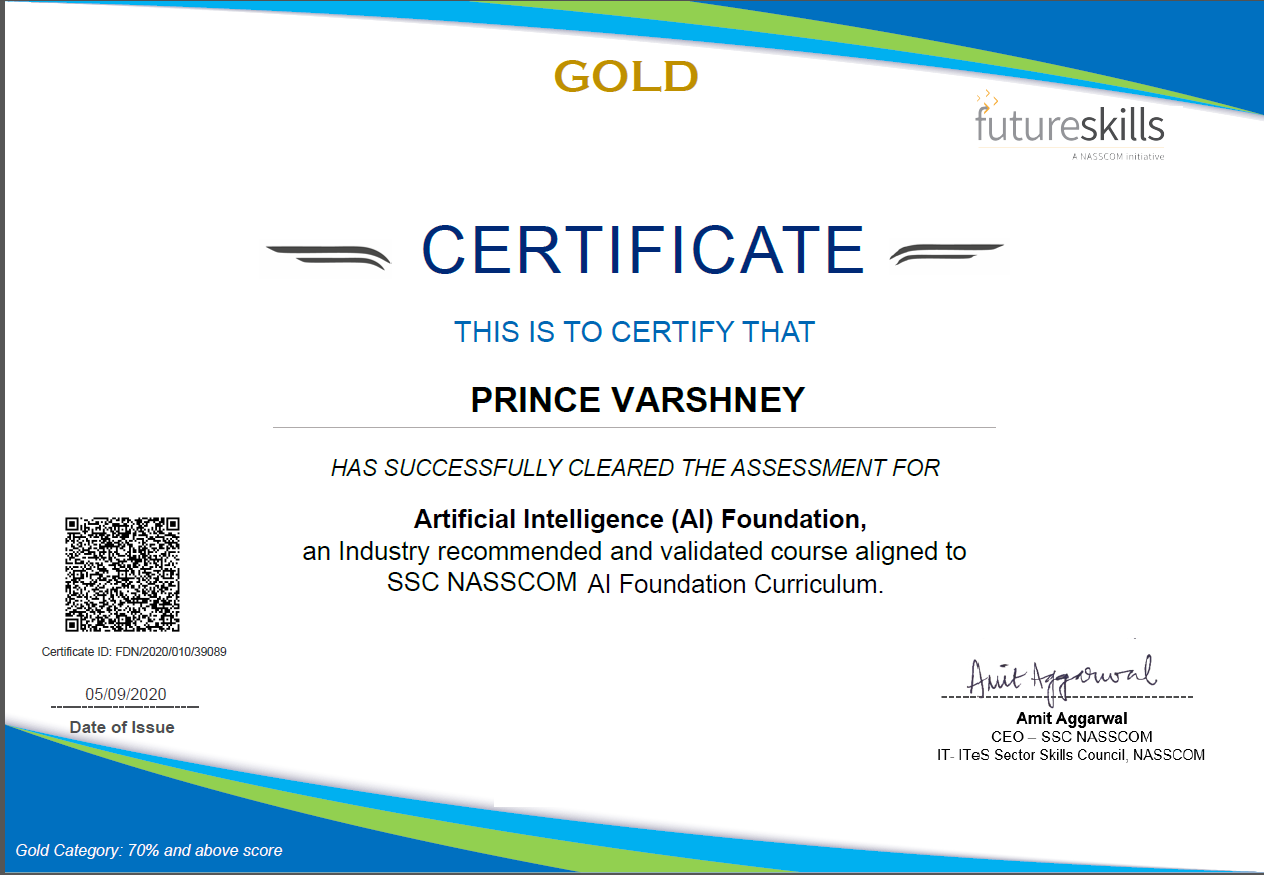 GOLD
futureskills
A NASSCOM initiative
CERTIFICATE
THIS IS TO CERTIFY THAT
PRINCE VARSHNEY
HAS SUCCESSFULLY CLEARED THE ASSESSMENT FOR
Artificial Intelligence (AI) Foundation,
an Industry recommended and validated course aligned to
SSC NASSCOM AI Foundation Curriculum.
Certificate ID: FDN/2020/010/39089
05/09/2020
Date of Issue
Amit Aggarwal
Amit Aggarwal
CEO – SSC NASSCOM
IT- ITeS Sector Skills Council, NASSCOM
Gold Category: 70% and above score